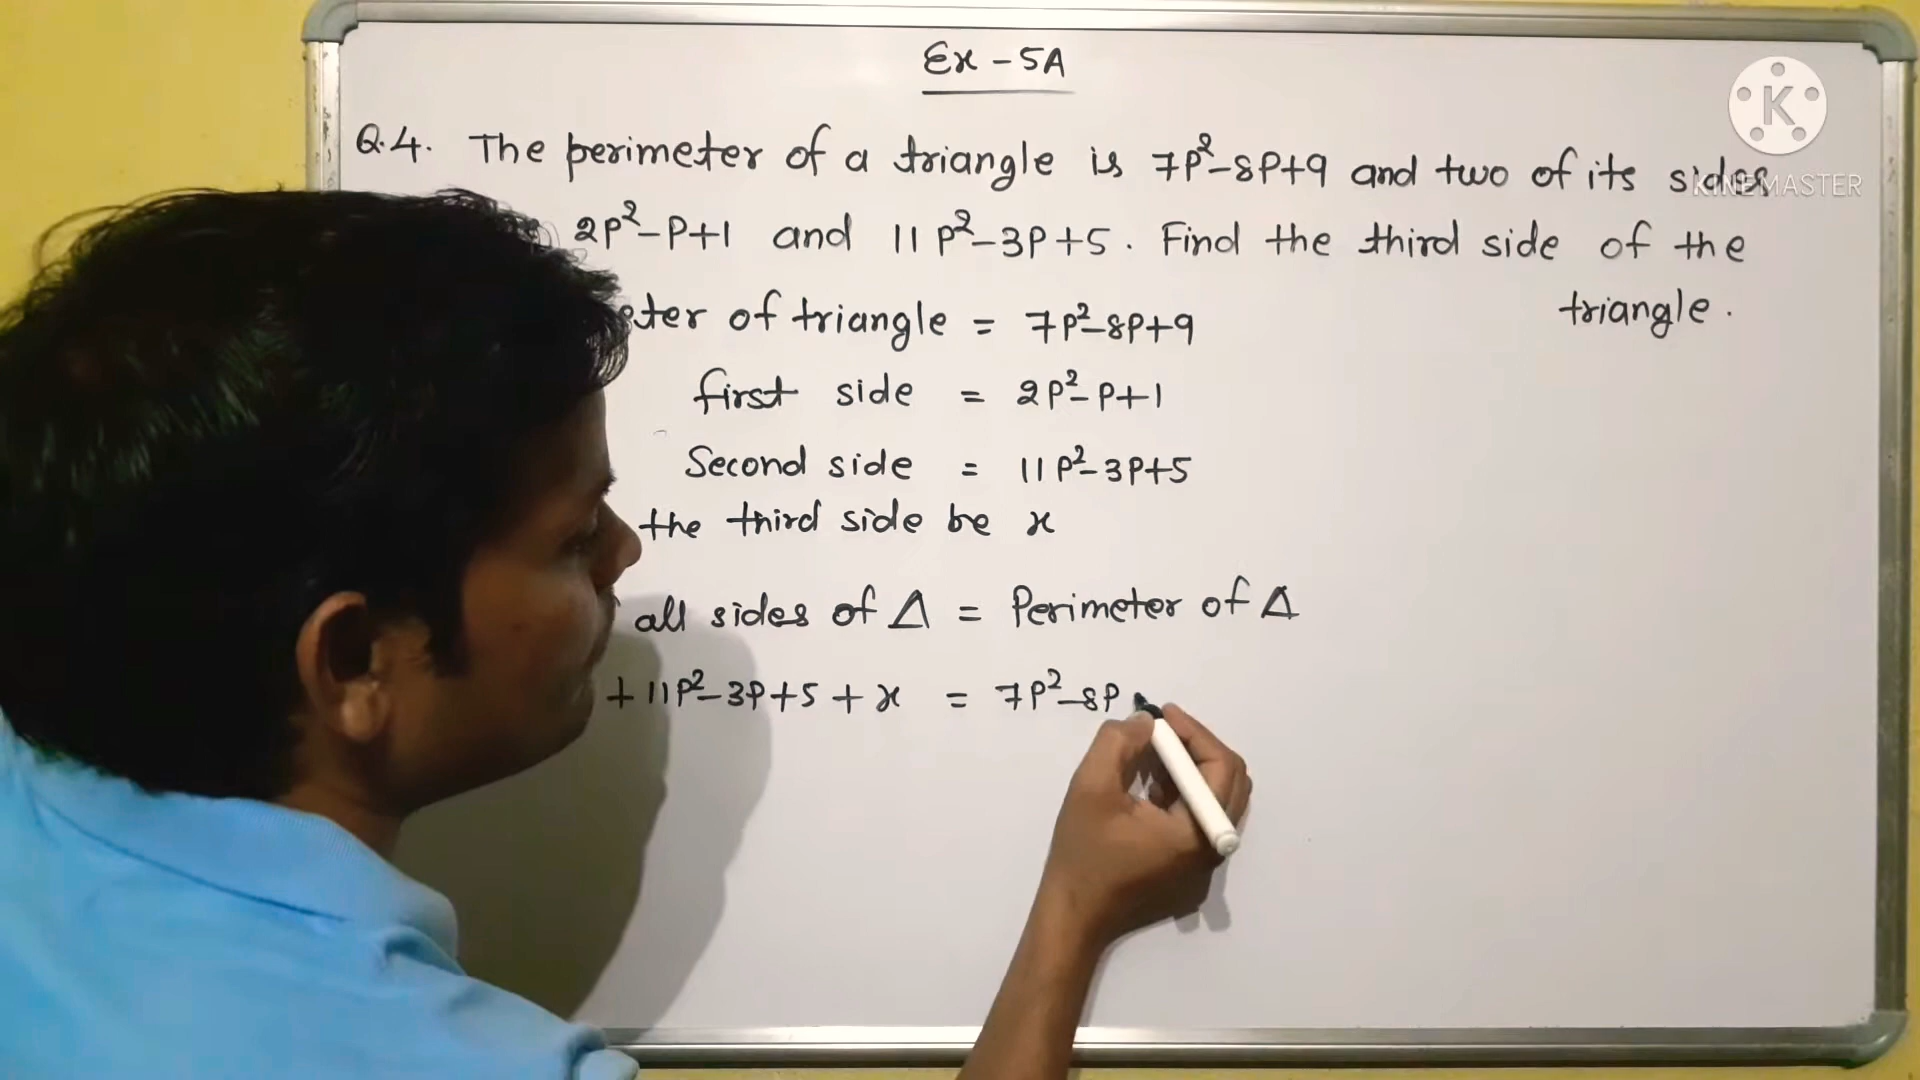 Ex - 5A
Q.4. The perimeter of a triangle is 7p²-8p+9 and two of its sides
2p²-p+1 and 11p²-3p+5. Find the third side of the
triangle.
eter of triangle = 7p²-8p+9
first side = 2p²-p+1
Second side = 11p²-3p+5
the third side be x
all sides of Δ = Perimeter of Δ
+11p²-3p+5+x = 7p²-8p
K
KINEMASTER